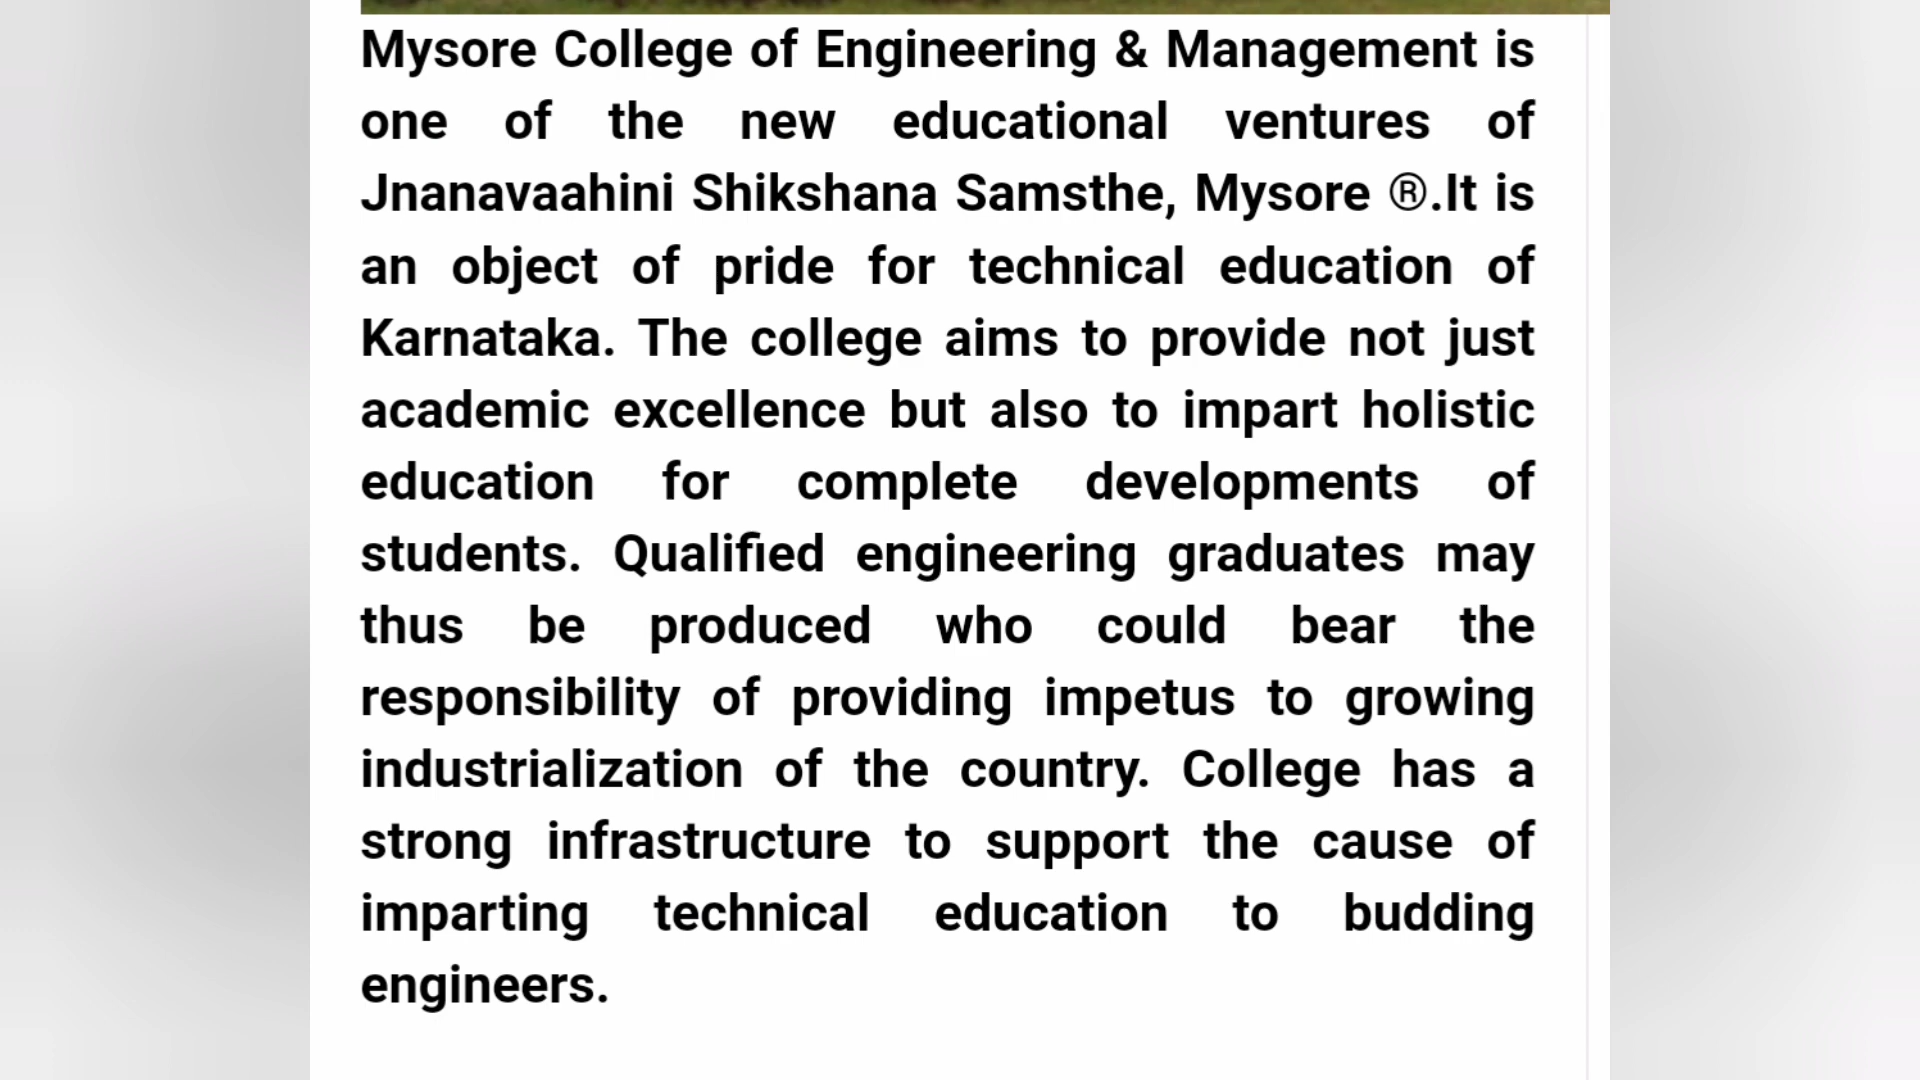 Mysore College of Engineering & Management is
one of the new educational ventures of
Jnanavaahini Shikshana Samsthe, Mysore ®.It is
an object of pride for technical education of
Karnataka. The college aims to provide not just
academic excellence but also to impart holistic
education for complete developments of
students. Qualified engineering graduates may
thus be produced who could bear the
responsibility of providing impetus to growing
industrialization of the country. College has a
strong infrastructure to support the cause of
imparting technical education to budding
engineers.